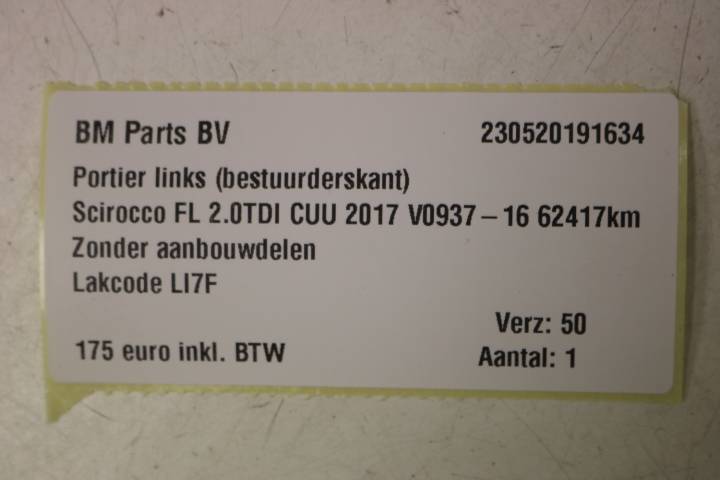 BM Parts BV 230520191634
Portier links (bestuurderskant)
Scirocco FL 2.0TDI CUU 2017 V0937-16 62417km
Zonder aanbouwdelen
Lakcode LI7F
Verz: 50
175 euro inkl. BTW Aantal: 1